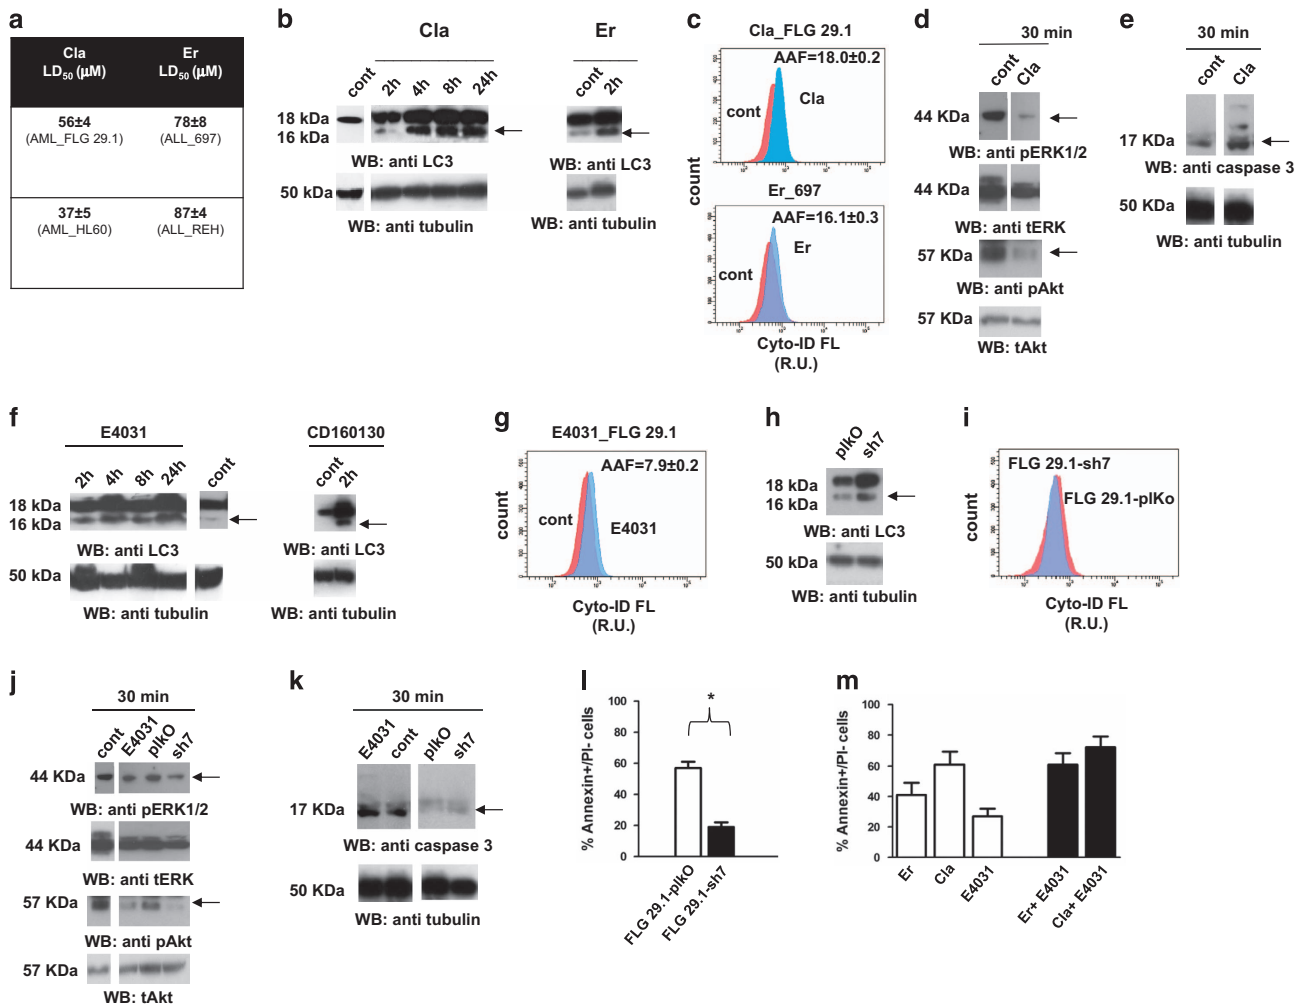 a
Cla
LD50 (µM)
Er
LD50 (µM)
56±4
(AML_FLG 29.1)
78±8
(ALL_697)
37±5
(AML_HL60)
87±4
(ALL_REH)
b
Cla
Er
cont
2h
4h
8h
24h
cont
2h
18 kDa
16 kDa
WB: anti LC3
WB: anti LC3
50 kDa
WB: anti tubulin
WB: anti tubulin
c
Cla_FLG 29.1
AAF=18.0±0.2
cont
Cla
count
Er_697
AAF=16.1±0.3
cont
Er
Cyto-ID FL
(R.U.)
d
30 min
cont
Cla
44 KDa
WB: anti pERK1/2
44 KDa
WB: anti tERK
57 KDa
WB: anti pAkt
57 KDa
WB: tAkt
e
30 min
cont
Cla
17 KDa
WB: anti caspase 3
50 KDa
WB: anti tubulin
f
E4031
CD160130
2h
4h
8h
24h
cont
cont
2h
18 kDa
16 kDa
WB: anti LC3
WB: anti LC3
50 kDa
WB: anti tubulin
WB: anti tubulin
g
E4031_FLG 29.1
AAF=7.9±0.2
cont
E4031
count
Cyto-ID FL
(R.U.)
h
plkO
sh7
18 kDa
16 kDa
WB: anti LC3
50 kDa
WB: anti tubulin
i
FLG 29.1-sh7
FLG 29.1-plKo
count
Cyto-ID FL
(R.U.)
j
30 min
cont
E4031
plkO
sh7
44 KDa
WB: anti pERK1/2
44 KDa
WB: anti tERK
57 KDa
WB: anti pAkt
57 KDa
WB: tAkt
k
30 min
E4031
cont
plkO
sh7
17 KDa
WB: anti caspase 3
50 KDa
WB: anti tubulin
l
% Annexin+/PI- cells
100
80
60
40
20
0
*
FLG 29.1-plkO
FLG 29.1-sh7
m
% Annexin+/PI- cells
100
80
60
40
20
0
Er
Cla
E4031
Er+ E4031
Cla+ E4031